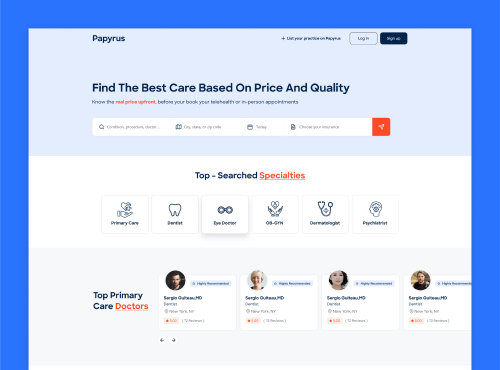 Papyrus
List your practice on Papyrus
Log in
Sign up
Find The Best Care Based On Price And Quality
Know the real price upfront, before your book your telehealth or in-person appointments
Condition, procedure, doctor...
City, state, or zip code
Today
Choose your insurance
Top - Searched Specialties
Primary Care
Dentist
Eye Doctor
OB-GYN
Dermatologist
Psychiatrist
Top Primary
Care Doctors
Highly Recommended
Sergio Guiteau,MD
Dentist
New York, NY
5.00 ( 73 Reviews )
Highly Recommended
Sergio Guiteau,MD
Dentist
New York, NY
5.00 ( 73 Reviews )
Highly Recommended
Sergio Guiteau,MD
Dentist
New York, NY
5.00 ( 73 Reviews )
Highly Recommended
Sergio Guiteau,MD
Dentist
New York, NY
5.00 ( 73 Reviews )